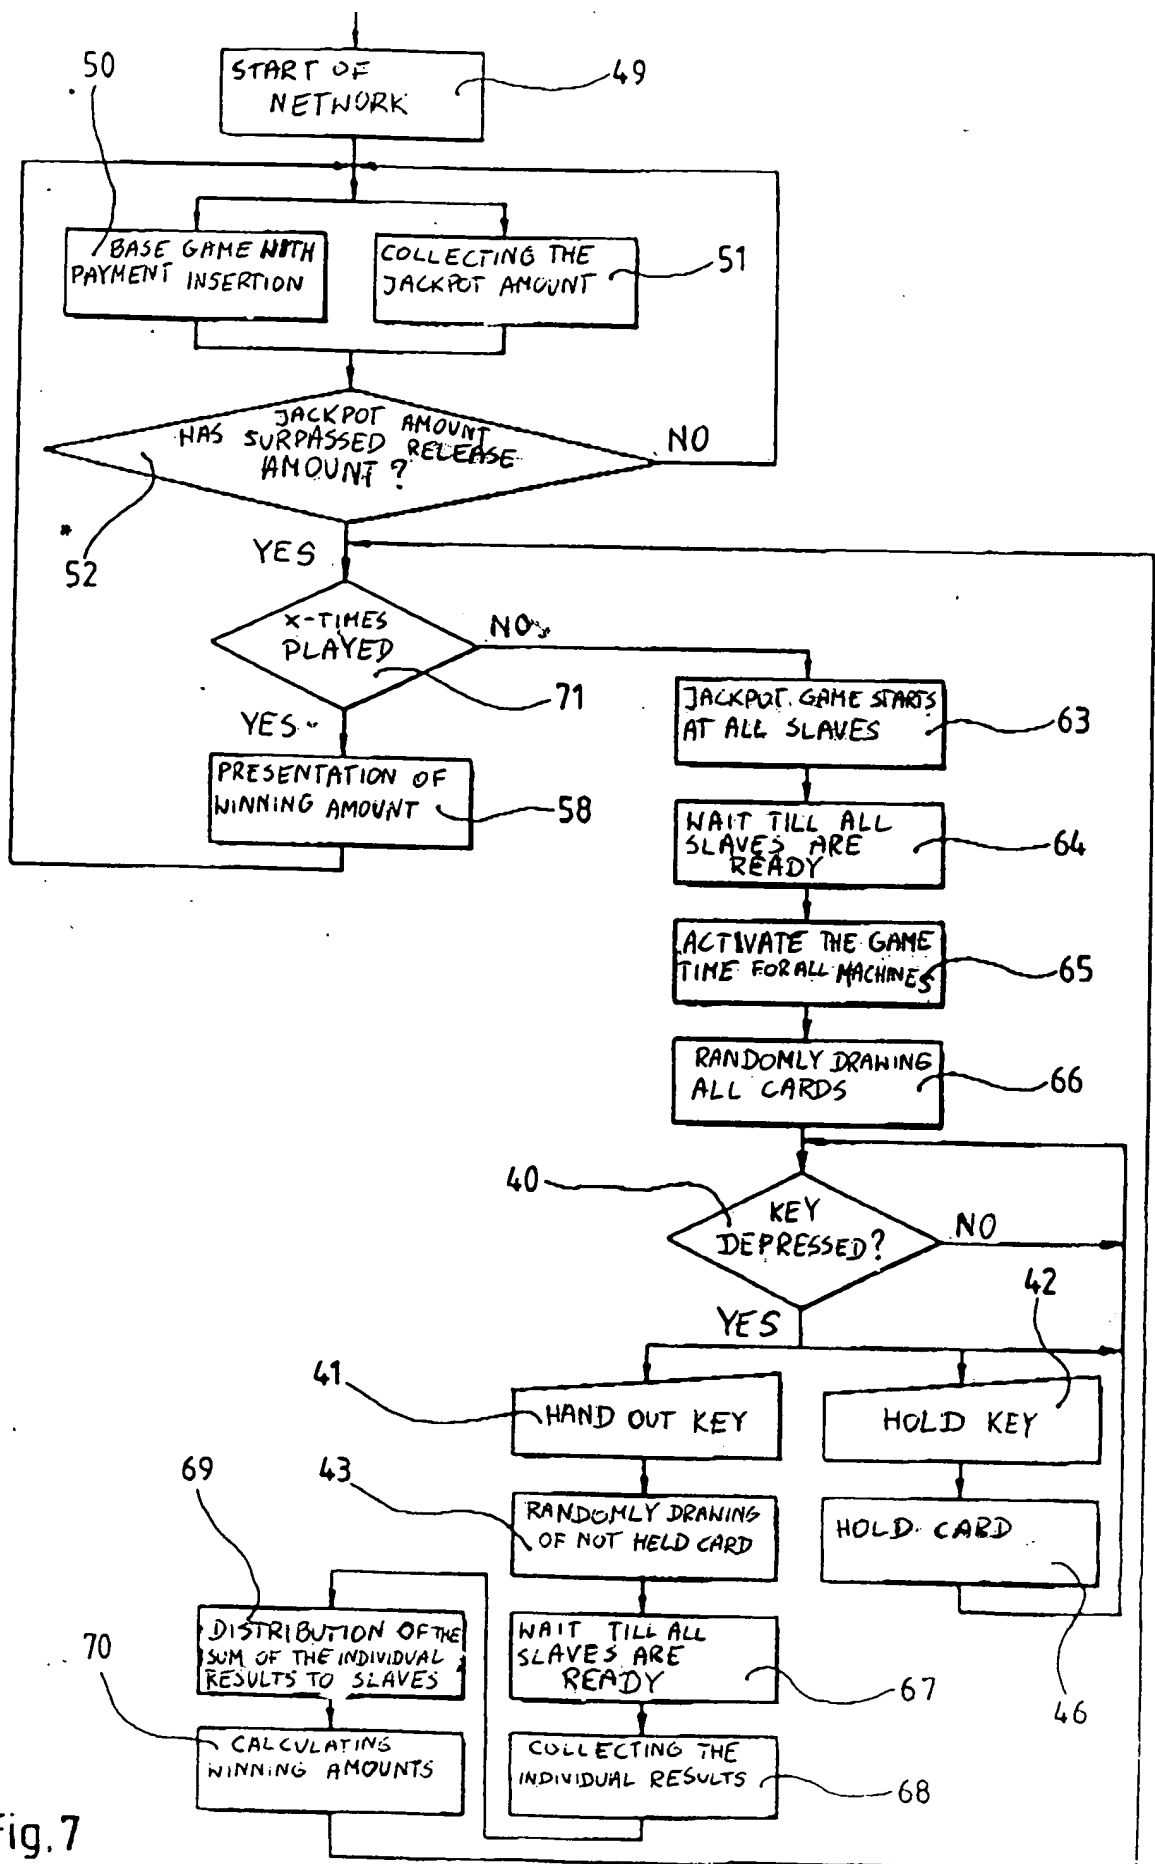 START OF
NETWORK
49
50
BASE GAME WITH
PAYMENT INSERTION
COLLECTING THE
JACKPOT AMOUNT
51
JACKPOT AMOUNT
HAS SURPASSED RELEASE
AMOUNT?
NO
52
YES
X-TIMES
PLAYED
NO
71
YES
PRESENTATION OF
WINNING AMOUNT
58
JACKPOT GAME STARTS
AT ALL SLAVES
63
WAIT TILL ALL
SLAVES ARE
READY
64
ACTIVATE THE GAME
TIME FOR ALL MACHINES
65
RANDOMLY DRAWING
ALL CARDS
66
40
KEY
DEPRESSED?
NO
42
YES
41
HAND OUT KEY
HOLD KEY
43
RANDOMLY DRAWING
OF NOT HELD CARD
HOLD CARD
46
69
DISTRIBUTION OF THE
SUM OF THE INDIVIDUAL
RESULTS TO SLAVES
WAIT TILL ALL
SLAVES ARE
READY
67
70
CALCULATING
WINNING AMOUNTS
COLLECTING THE
INDIVIDUAL RESULTS
68
Fig.7